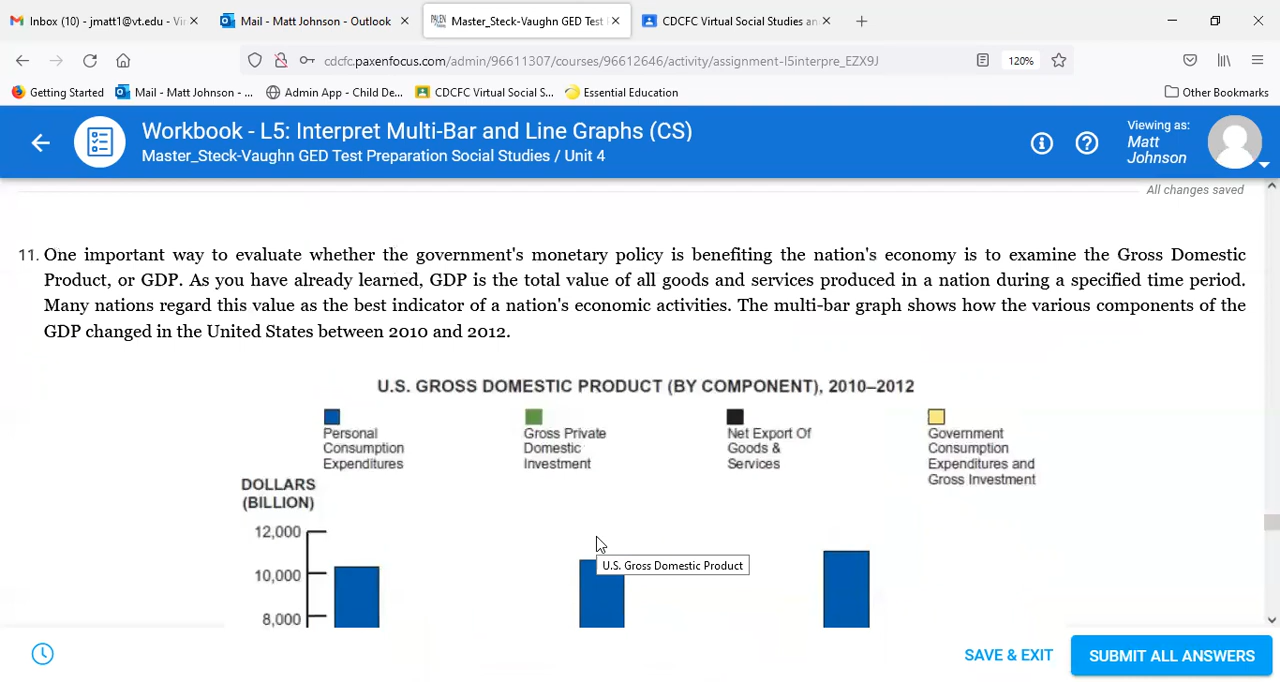 Inbox (10) - jmatt1@vt.edu - Vi
Mail - Matt Johnson - Outlook
PAXEN
Master_Steck-Vaughn GED Test
CDCFC Virtual Social Studies an
cdcfc.paxenfocus.com/admin/96611307/courses/96612646/activity/assignment-l5interpre_EZX9J
120%
Getting Started
Mail - Matt Johnson - ...
Admin App - Child De...
CDCFC Virtual Social S...
Essential Education
Other Bookmarks
Workbook - L5: Interpret Multi-Bar and Line Graphs (CS)
Master_Steck-Vaughn GED Test Preparation Social Studies / Unit 4
Viewing as:
Matt
Johnson
All changes saved
11. One important way to evaluate whether the government's monetary policy is benefiting the nation's economy is to examine the Gross Domestic
Product, or GDP. As you have already learned, GDP is the total value of all goods and services produced in a nation during a specified time period.
Many nations regard this value as the best indicator of a nation's economic activities. The multi-bar graph shows how the various components of the
GDP changed in the United States between 2010 and 2012.
U.S. GROSS DOMESTIC PRODUCT (BY COMPONENT), 2010–2012
Personal
Consumption
Expenditures
Gross Private
Domestic
Investment
Net Export Of
Goods &
Services
Government
Consumption
Expenditures and
Gross Investment
DOLLARS
(BILLION)
12,000
10,000
8,000
U.S. Gross Domestic Product
SAVE & EXIT
SUBMIT ALL ANSWERS